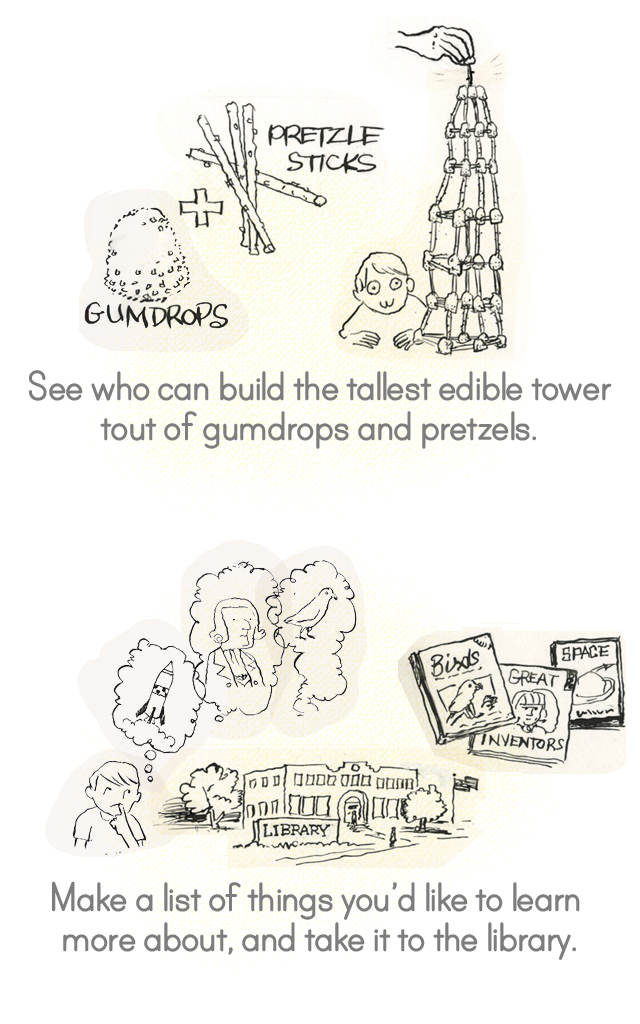 PRETZLE
STICKS
GUMDROPS
See who can build the tallest edible tower
tout of gumdrops and pretzels.
Birds
GREAT
INVENTORS
SPACE
LIBRARY
Make a list of things you'd like to learn
more about, and take it to the library.